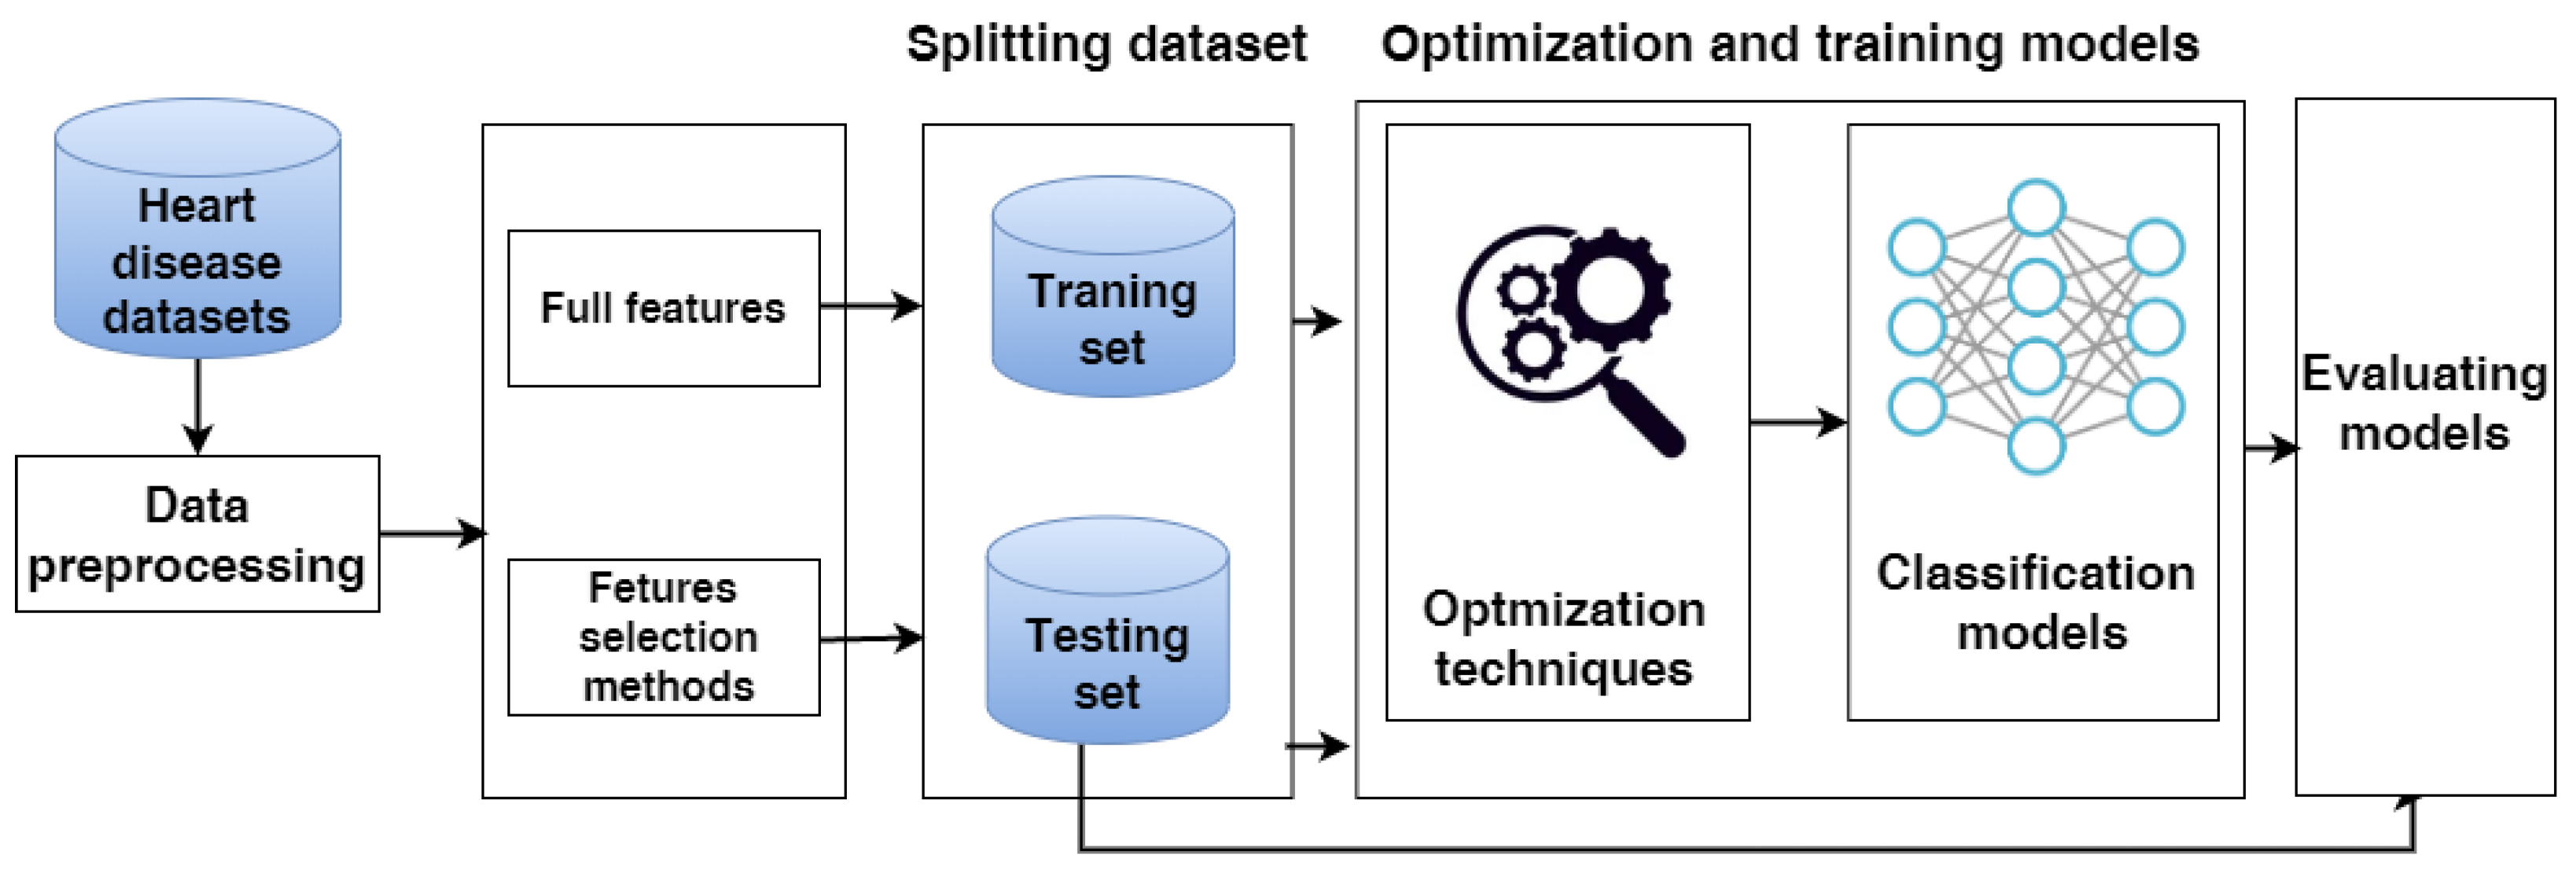 Splitting dataset
Optimization and training models
Heart
disease
datasets
Data
preprocessing
Full features
Fetures
selection
methods
Traning
set
Testing
set
Optmization
techniques
Classification
models
Evaluating
models